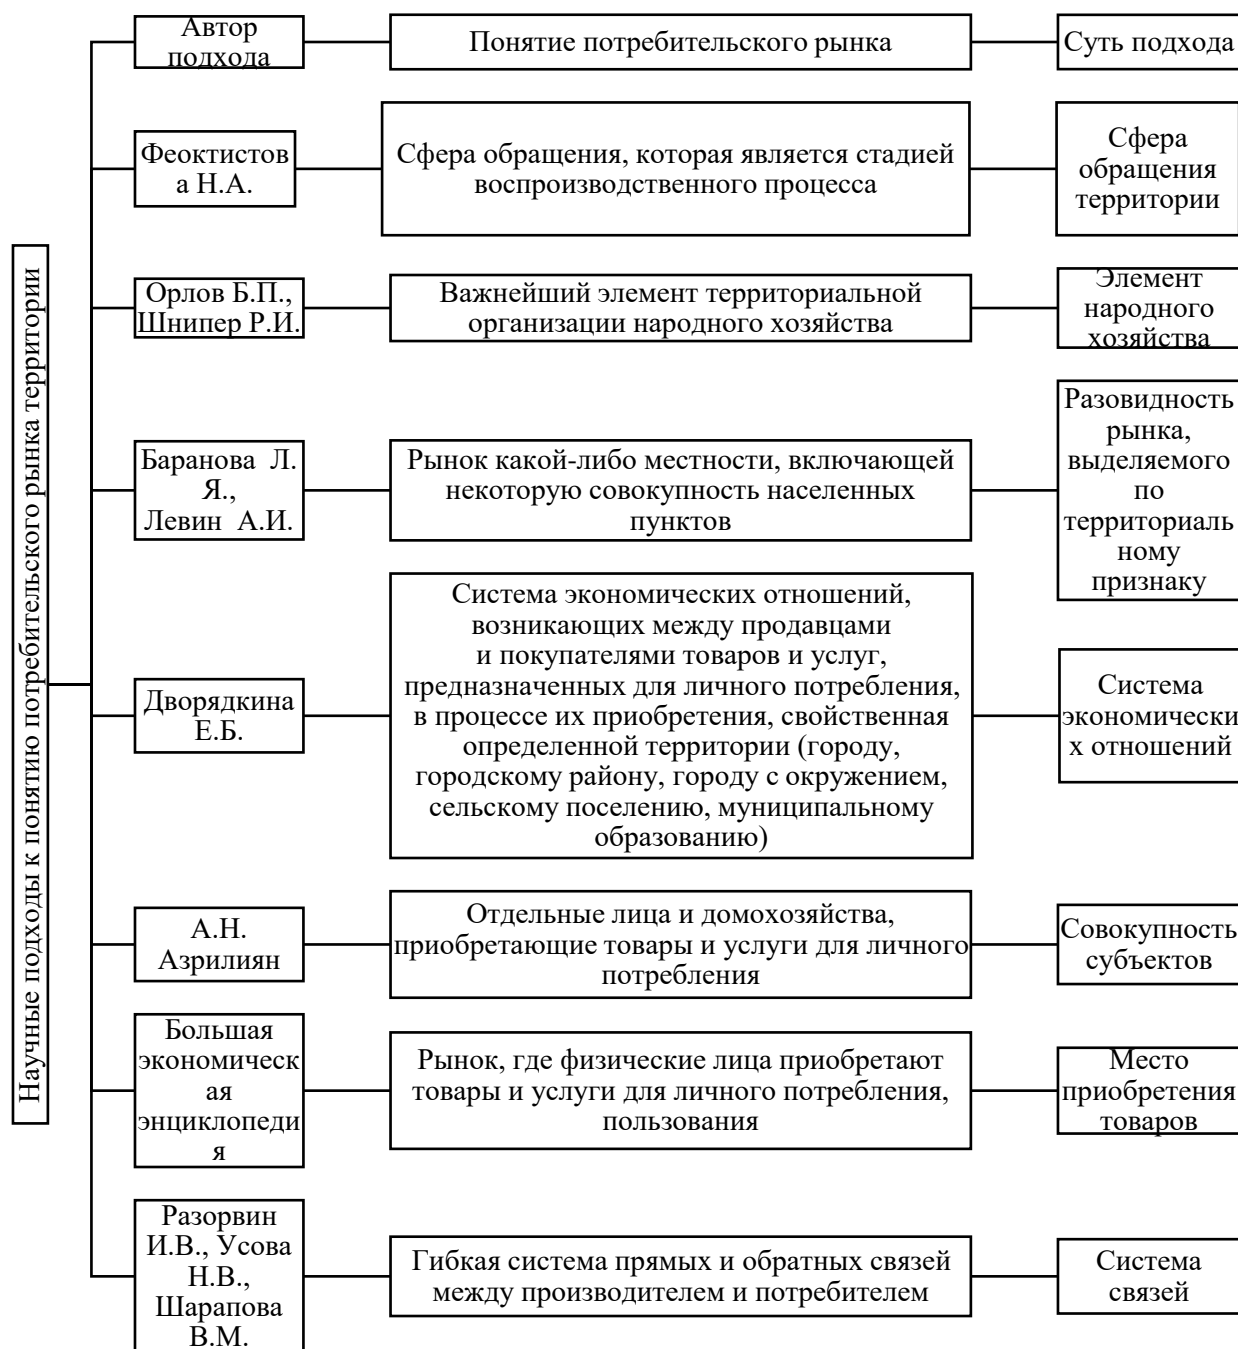 Научные подходы к понятию потребительского рынка территории
Автор
подхода
Понятие потребительского рынка
Суть подхода
Феоктистов
а Н.А.
Сфера обращения, которая является стадией
воспроизводственного процесса
Сфера
обращения
территории
Орлов Б.П.,
Шнипер Р.И.
Важнейший элемент территориальной
организации народного хозяйства
Элемент
народного
хозяйства
Баранова Л.
Я.,
Левин А.И.
Рынок какой-либо местности, включающей
некоторую совокупность населенных
пунктов
Разовидность
рынка,
выделяемого
по
территориаль
ному
признаку
Дворядкина
Е.Б.
Система экономических отношений,
возникающих между продавцами
и покупателями товаров и услуг,
предназначенных для личного потребления,
в процессе их приобретения, свойственная
определенной территории (городу,
городскому району, городу с окружением,
сельскому поселению, муниципальному
образованию)
Система
экономически
х отношений
А.Н.
Азрилиян
Отдельные лица и домохозяйства,
приобретающие товары и услуги для личного
потребления
Совокупность
субъектов
Большая
экономическ
ая
энциклопеди
я
Рынок, где физические лица приобретают
товары и услуги для личного потребления,
пользования
Место
приобретения
товаров
Разорвин
И.В., Усова
Н.В.,
Шарапова
В.М.
Гибкая система прямых и обратных связей
между производителем и потребителем
Система
связей